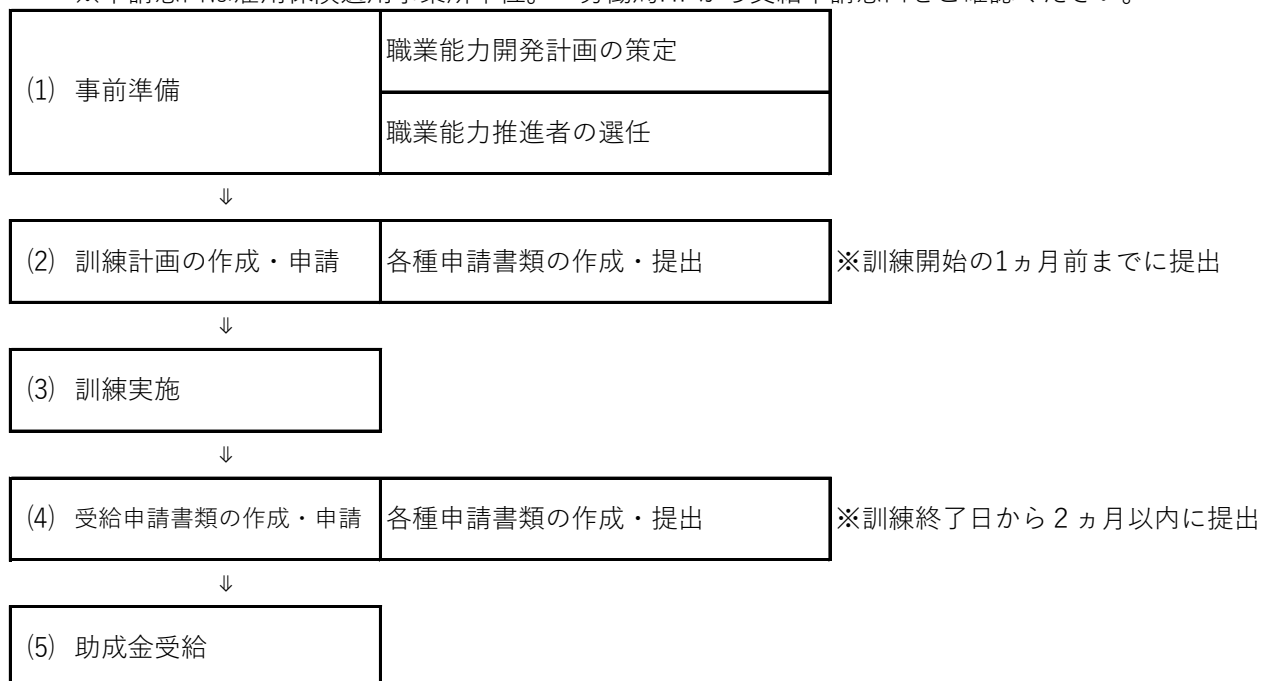 職業能力開発計画の策定
(1) 事前準備
職業能力推進者の選任
⇓
(2) 訓練計画の作成・申請 各種申請書類の作成・提出 ※訓練開始の1ヵ月前までに提出
⇓
(3) 訓練実施
⇓
(4) 受給申請書類の作成・申請 各種申請書類の作成・提出 ※訓練終了日から２ヵ月以内に提出
⇓
(5) 助成金受給